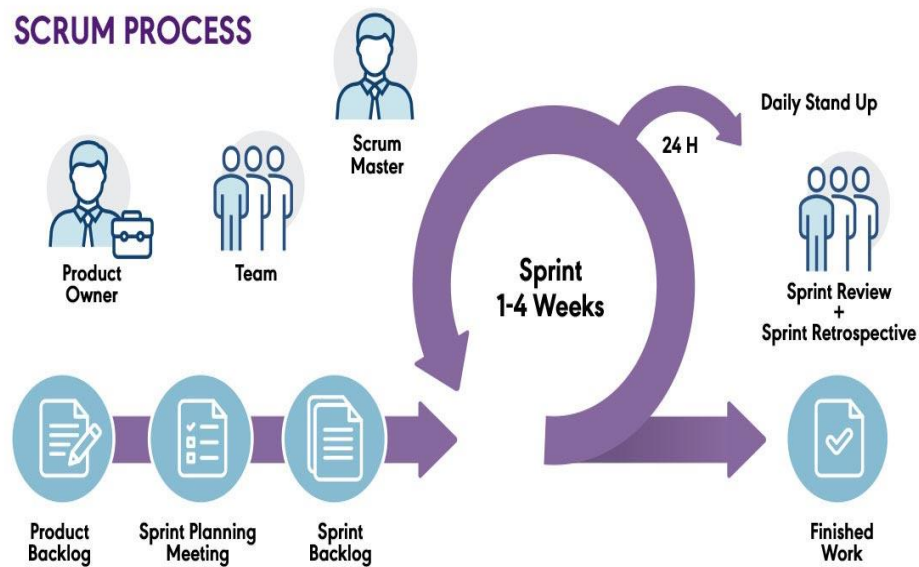 SCRUM PROCESS
Scrum
Master
Product
Owner
Team
Daily Stand Up
24 H
Sprint
1-4 Weeks
Sprint Review
+
Sprint Retrospective
Product
Backlog
Sprint Planning
Meeting
Sprint
Backlog
Finished
Work